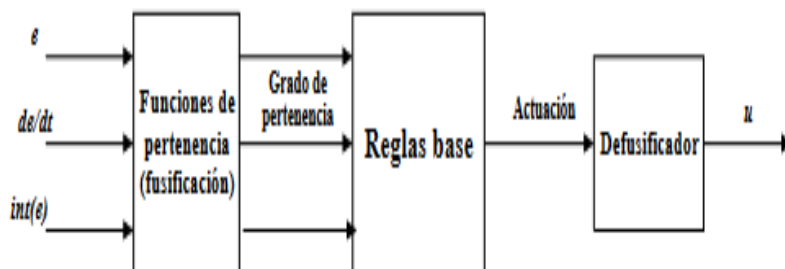 e
de/dt
int(e)
Funciones de
pertenencia
(fusificación)
Grado de
pertenencia
Reglas base
Actuación
Defusificador
u